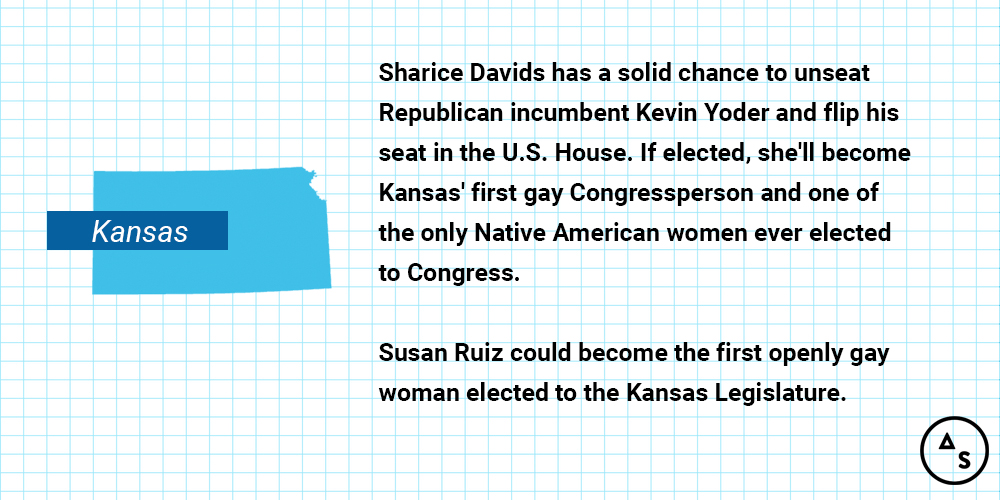 Sharice Davids has a solid chance to unseat
Republican incumbent Kevin Yoder and flip his
seat in the U.S. House. If elected, she'll become
Kansas' first gay Congressperson and one of
the only Native American women ever elected
to Congress.
Kansas
Susan Ruiz could become the first openly gay
woman elected to the Kansas Legislature.
Δ
S